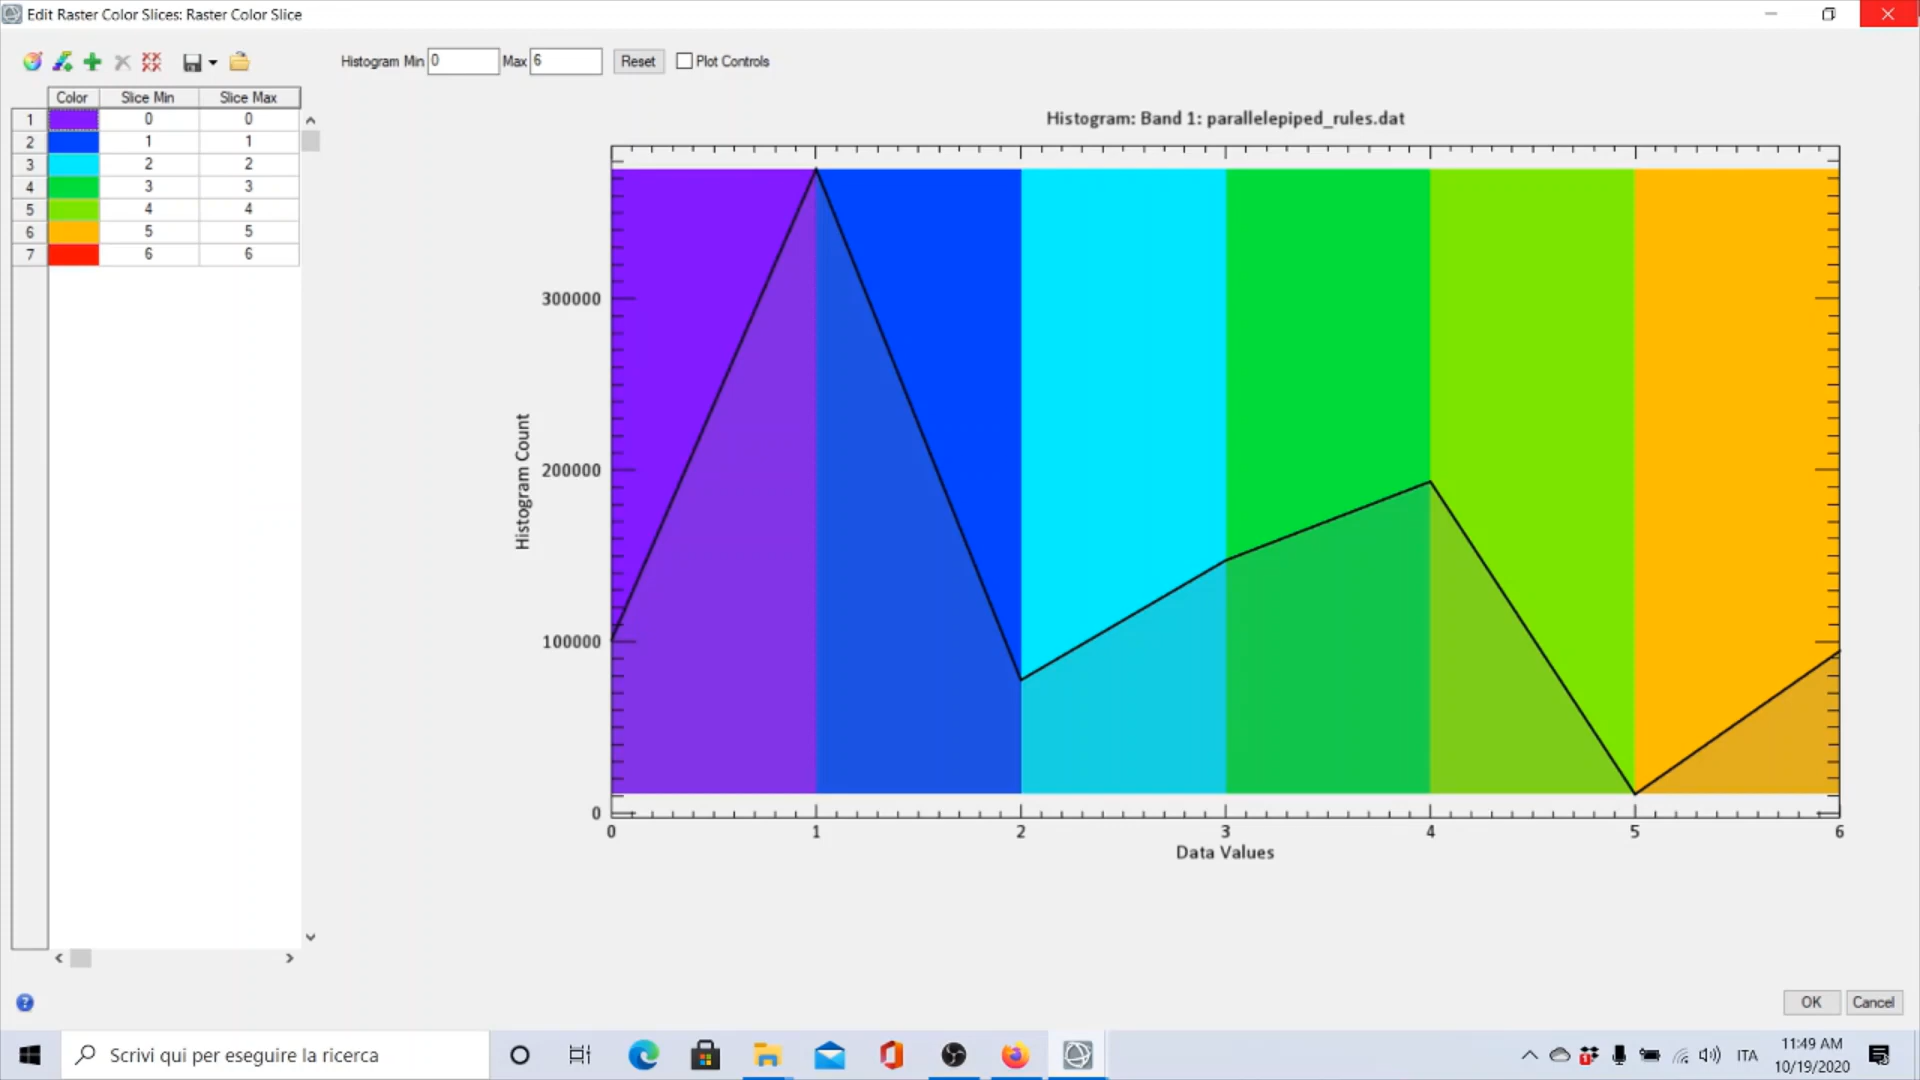 Edit Raster Color Slices: Raster Color Slice
Histogram Min 0 Max 6 Reset Plot Controls
Color Slice Min Slice Max
1 0 0
2 1 1
3 2 2
4 3 3
5 4 4
6 5 5
7 6 6
Histogram: Band 1: parallelepiped_rules.dat
Histogram Count
300000
200000
100000
0
0 1 2 3 4 5 6
Data Values
OK Cancel
Scrivi qui per eseguire la ricerca
ITA
11:49 AM
10/19/2020